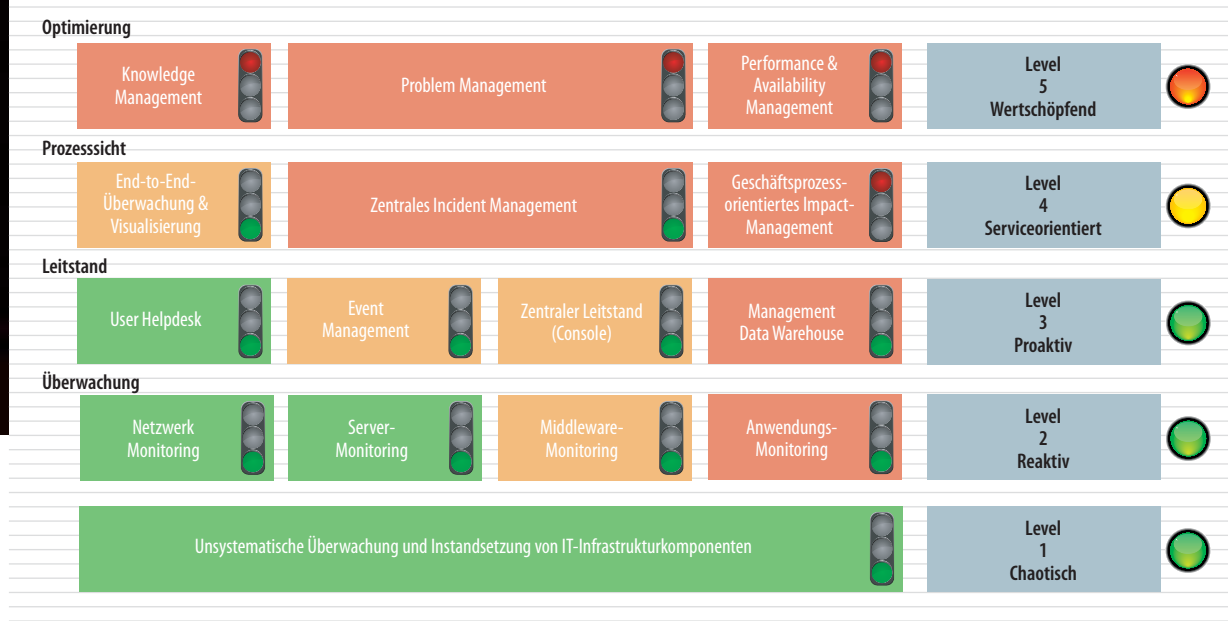 Optimierung
Knowledge
Management
Problem Management
Performance &
Availability
Management
Level
5
Wertschöpfend
Prozesssicht
End-to-End-
Überwachung &
Visualisierung
Zentrales Incident Management
Geschäftsprozess-
orientiertes Impact-
Management
Level
4
Serviceorientiert
Leitstand
User Helpdesk
Event
Management
Zentraler Leitstand
(Console)
Management
Data Warehouse
Level
3
Proaktiv
Überwachung
Netzwerk
Monitoring
Server-
Monitoring
Middleware-
Monitoring
Anwendungs-
Monitoring
Level
2
Reaktiv
Unsystematische Überwachung und Instandsetzung von IT-Infrastrukturkomponenten
Level
1
Chaotisch